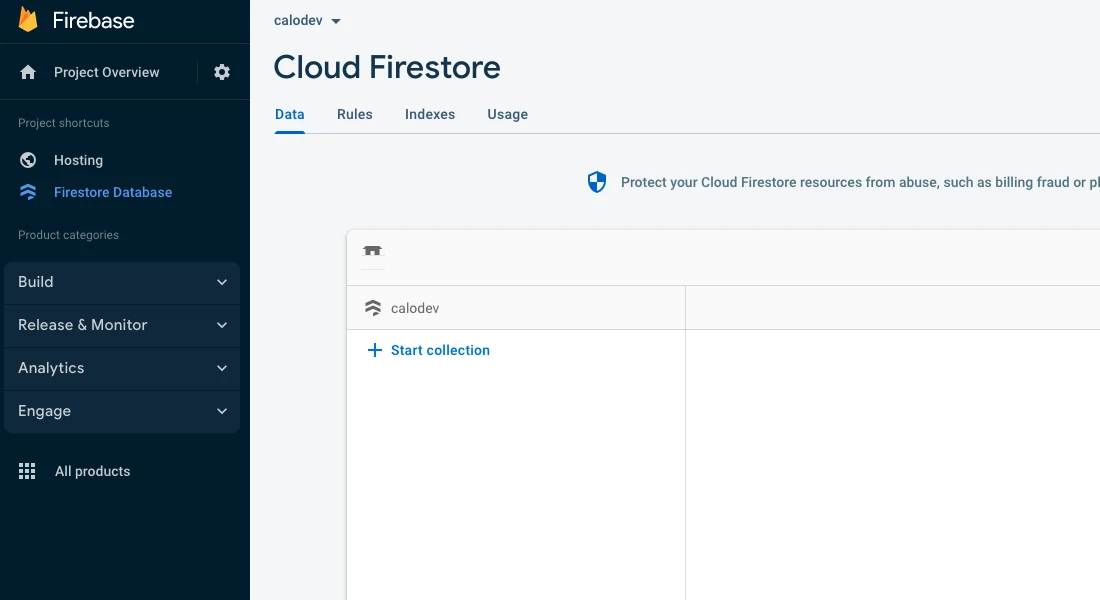 Firebase
Project Overview
Project shortcuts
Hosting
Firestore Database
Product categories
Build
Release & Monitor
Analytics
Engage
All products
calodev
Cloud Firestore
Data Rules Indexes Usage
Protect your Cloud Firestore resources from abuse, such as billing fraud or
calodev
Start collection